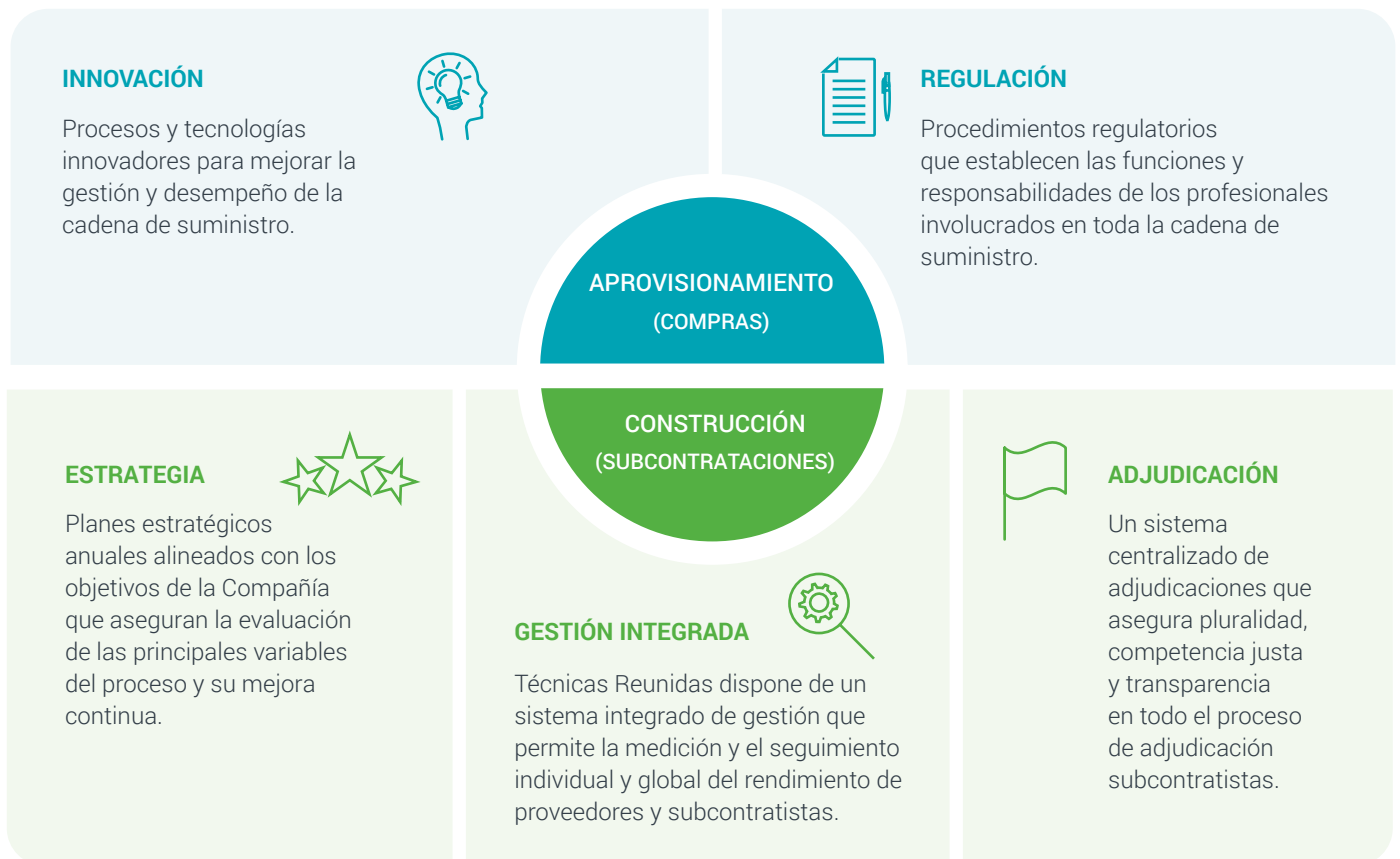 INNOVACIÓN
Procesos y tecnologías
innovadores para mejorar la
gestión y desempeño de la
cadena de suministro.
REGULACIÓN
Procedimientos regulatorios
que establecen las funciones y
responsabilidades de los profesionales
involucrados en toda la cadena de
suministro.
APROVISIONAMIENTO
(COMPRAS)
CONSTRUCCIÓN
(SUBCONTRATACIONES)
ESTRATEGIA
Planes estratégicos
anuales alineados con los
objetivos de la Compañía
que aseguran la evaluación
de las principales variables
del proceso y su mejora
continua.
GESTIÓN INTEGRADA
Técnicas Reunidas dispone de un
sistema integrado de gestión que
permite la medición y el seguimiento
individual y global del rendimiento de
proveedores y subcontratistas.
ADJUDICACIÓN
Un sistema
centralizado de
adjudicaciones que
asegura pluralidad,
competencia justa
y transparencia
en todo el proceso
de adjudicación
subcontratistas.